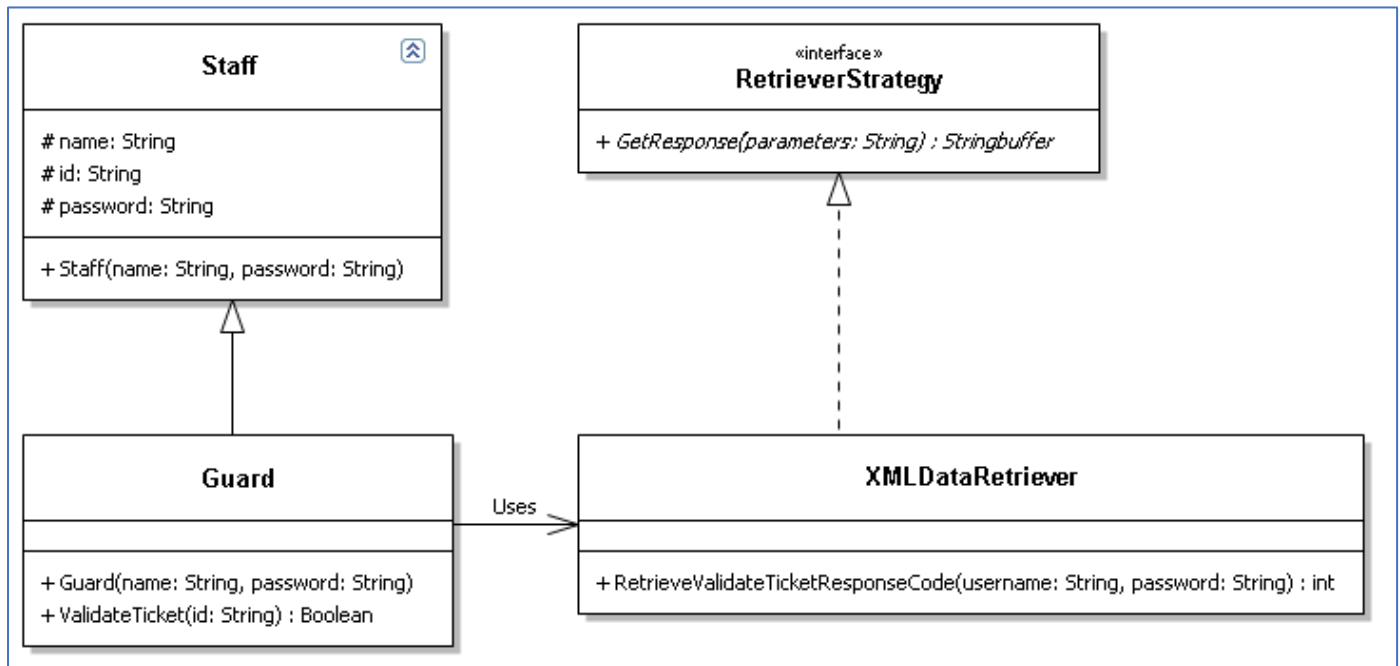 Staff
# name: String
# id: String
# password: String
+ Staff(name: String, password: String)
«interface»
RetrieverStrategy
+ GetResponse(parameters: String) : Stringbuffer
Guard
+ Guard(name: String, password: String)
+ ValidateTicket(id: String) : Boolean
Uses
XMLDataRetriever
+ RetrieveValidateTicketResponseCode(username: String, password: String) : int